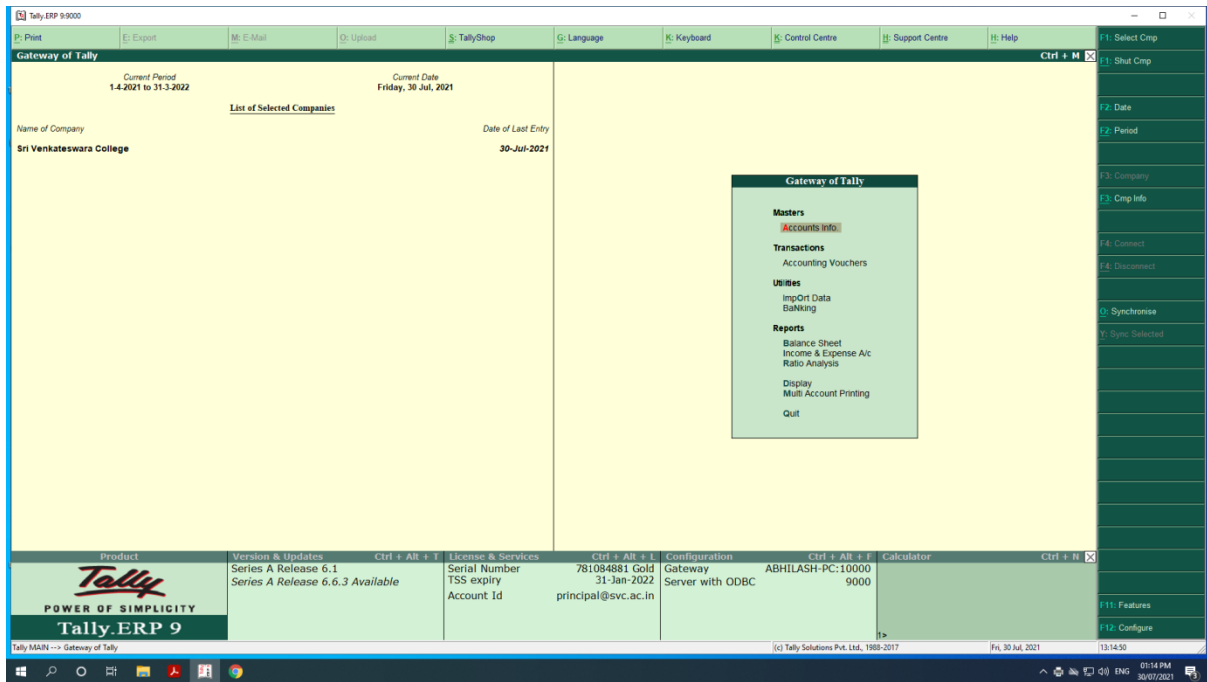 Tally.ERP 9:9000
P: Print E: Export M: E-Mail O: Upload S: TallyShop G: Language K: Keyboard K: Control Centre H: Support Centre H: Help
Gateway of Tally Ctrl + M
Current Period Current Date
1-4-2021 to 31-3-2022 Friday, 30 Jul, 2021
List of Selected Companies
Name of Company Date of Last Entry
Sri Venkateswara College 30-Jul-2021
Gateway of Tally
Masters
Accounts Info.
Transactions
Accounting Vouchers
Utilities
ImpOrt Data
BaNking
Reports
Balance Sheet
Income & Expense A/c
Ratio Analysis
Display
Multi Account Printing
Quit
F1: Select Cmp
F1: Shut Cmp
F2: Date
F2: Period
F3: Company
F3: Cmp Info
F4: Connect
F4: Disconnect
O: Synchronise
Y: Sync Selected
F11: Features
F12: Configure
Product
Tally
POWER OF SIMPLICITY
Tally.ERP 9
Version & Updates Ctrl + Alt + T
Series A Release 6.1
Series A Release 6.6.3 Available
License & Services Ctrl + Alt + L
Serial Number 781084881 Gold
TSS expiry 31-Jan-2022
Account Id principal@svc.ac.in
Configuration Ctrl + Alt + F
Gateway ABHILASH-PC:10000
Server with ODBC 9000
Calculator Ctrl + N
1>
Tally MAIN --> Gateway of Tally (c) Tally Solutions Pvt. Ltd., 1988-2017 Fri, 30 Jul, 2021 13:14:50
ENG 01:14 PM
30/07/2021